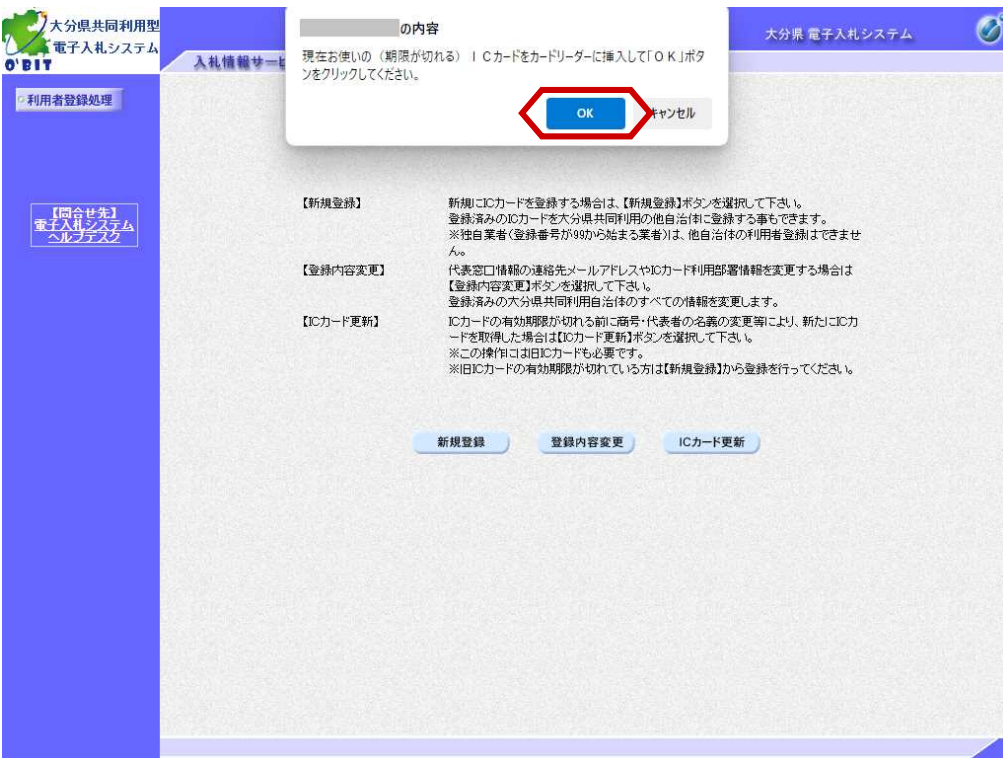 大分県共同利用型
電子入札システム
O'BIT
の内容
現在お使いの（期限が切れる）ＩＣカードをカードリーダーに挿入して「ＯＫ」ボタ
ンをクリックしてください。
OK
キャンセル
大分県 電子入札システム
入札情報サービ
利用者登録処理
【問合せ先】
電子入札システム
ヘルプデスク
【新規登録】
新規にICカードを登録する場合は、【新規登録】ボタンを選択して下さい。
登録済みのICカードを大分県共同利用の他自治体に登録する事もできます。
※独自業者（登録番号が99から始まる業者）は、他自治体の利用者登録はできませ
ん。
【登録内容変更】
代表窓口情報の連絡先メールアドレスやICカード利用部署情報を変更する場合は
【登録内容変更】ボタンを選択して下さい。
登録済みの大分県共同利用自治体のすべての情報を変更します。
【ICカード更新】
ICカードの有効期限が切れる前に商号・代表者の名義の変更等により、新たにICカ
ードを取得した場合は【ICカード更新】ボタンを選択して下さい。
※この操作には旧ICカードも必要です。
※旧ICカードの有効期限が切れている方は【新規登録】から登録を行ってください。
新規登録
登録内容変更
ICカード更新